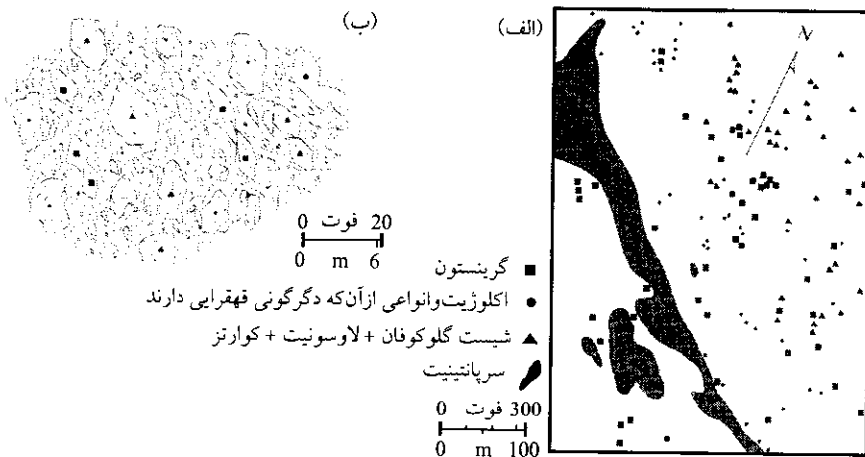 (الف)
(ب)
N
0 فوت 20
0 m 6
گرینستون
اکلوژیت‌وانواعی ازآن‌که دگرگونی قهقرایی دارند
شیست گلوکوفان + لاوسونیت + کوارتز
سرپانتینیت
0 فوت 300
0 m 100